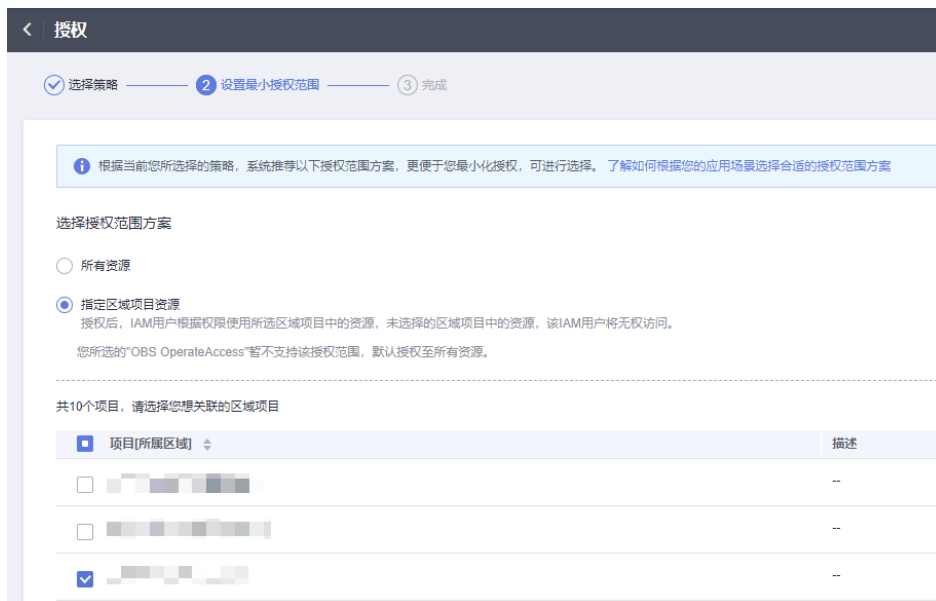 授权
选择策略 2 设置最小授权范围 3 完成
根据当前您所选择的策略，系统推荐以下授权范围方案，更便于您最小化授权，可进行选择。 了解如何根据您的应用场景选择合适的授权范围方案
选择授权范围方案
所有资源
指定区域项目资源
授权后，IAM用户根据权限使用所选区域项目中的资源，未选择的区域项目中的资源，该IAM用户将无权访问。
您所选的"OBS OperateAccess"暂不支持该授权范围，默认授权至所有资源。
共10个项目，请选择您想关联的区域项目
项目[所属区域] 描述
--
--
--